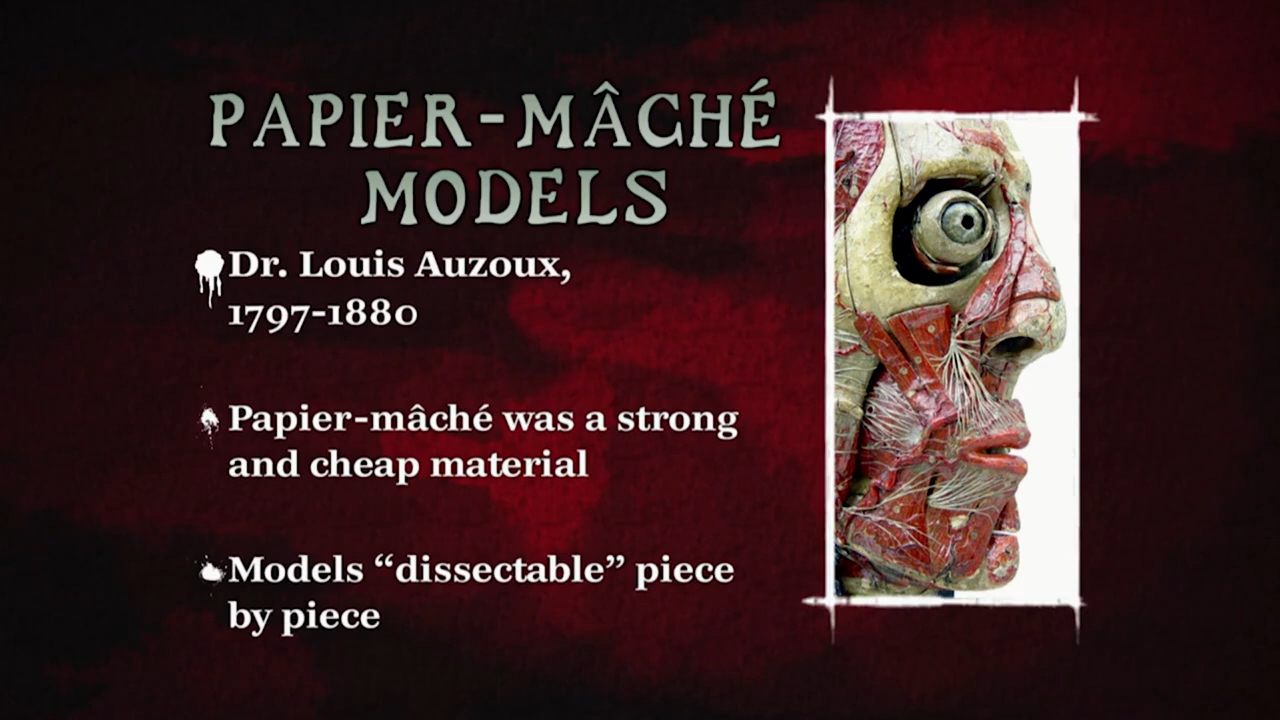 PAPIER-MÂCHÉ
MODELS
Dr. Louis Auzoux,
1797-1880
Papier-mâché was a strong
and cheap material
Models “dissectable” piece
by piece